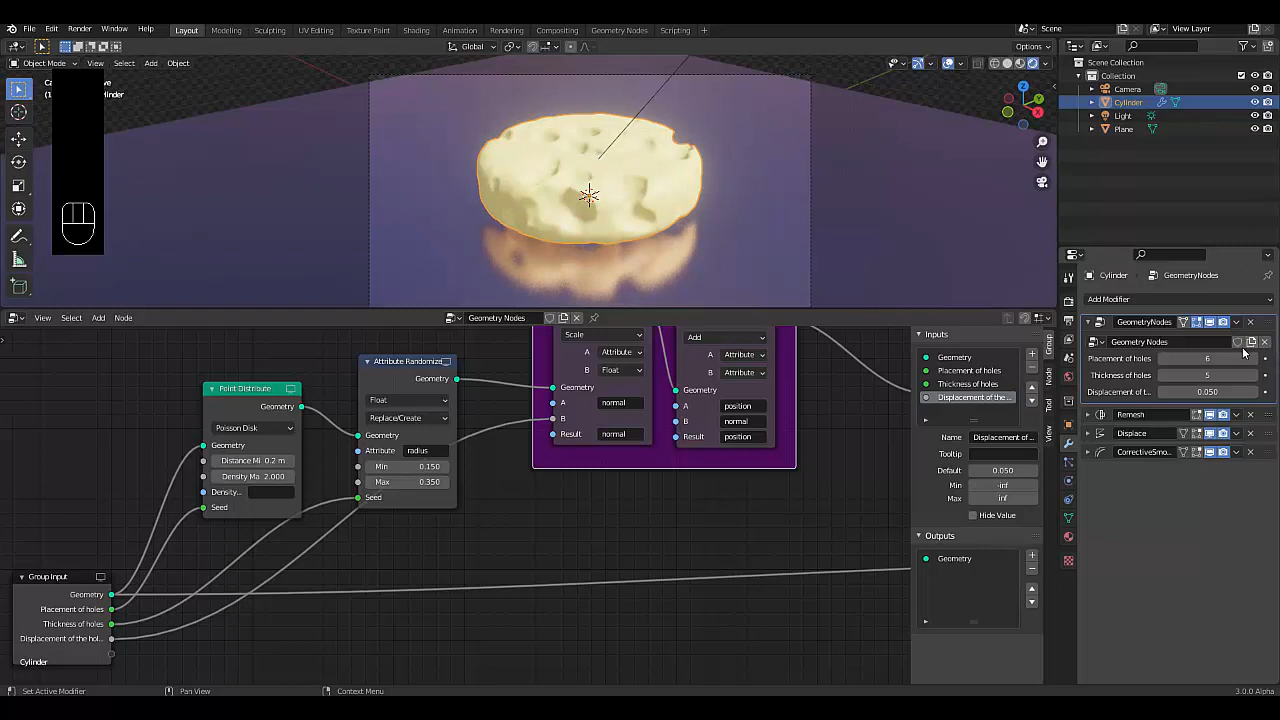 File Edit Render Window Help Layout Modeling Sculpting UV Editing Texture Paint Shading Animation Rendering Compositing Geometry Nodes Scripting Scene View Layer
Global Options
Object Mode View Select Add Object
Scene Collection
Collection
Camera
Cylinder
Light
Plane
Cylinder GeometryNodes
Add Modifier
GeometryNodes
Geometry Nodes
Placement of holes 6
Thickness of holes 5
Displacement of t.. 0.050
Remesh
Displace
CorrectiveSmo...
View Select Add Node Geometry Nodes
Point Distribute
Geometry
Poisson Disk
Geometry
Distance Mi 0.2 m
Density Ma 2.000
Density...
Seed
Attribute Randomize
Geometry
Float
Replace/Create
Geometry
Attribute radius
Min 0.150
Max 0.350
Seed
Scale
A Attribute
B Float
Geometry
A normal
B
Result normal
Add
A Attribute
B Attribute
Geometry
A position
B normal
Result position
Group Input
Geometry
Placement of holes
Thickness of holes
Displacement of the hol..
Cylinder
Inputs
Geometry
Placement of holes
Thickness of holes
Displacement of the ...
Name Displacement of ...
Tooltip
Default 0.050
Min -inf
Max inf
Hide Value
Outputs
Geometry
Group
Node
Tool
View
Set Active Modifier Pan View Context Menu 3.0.0 Alpha